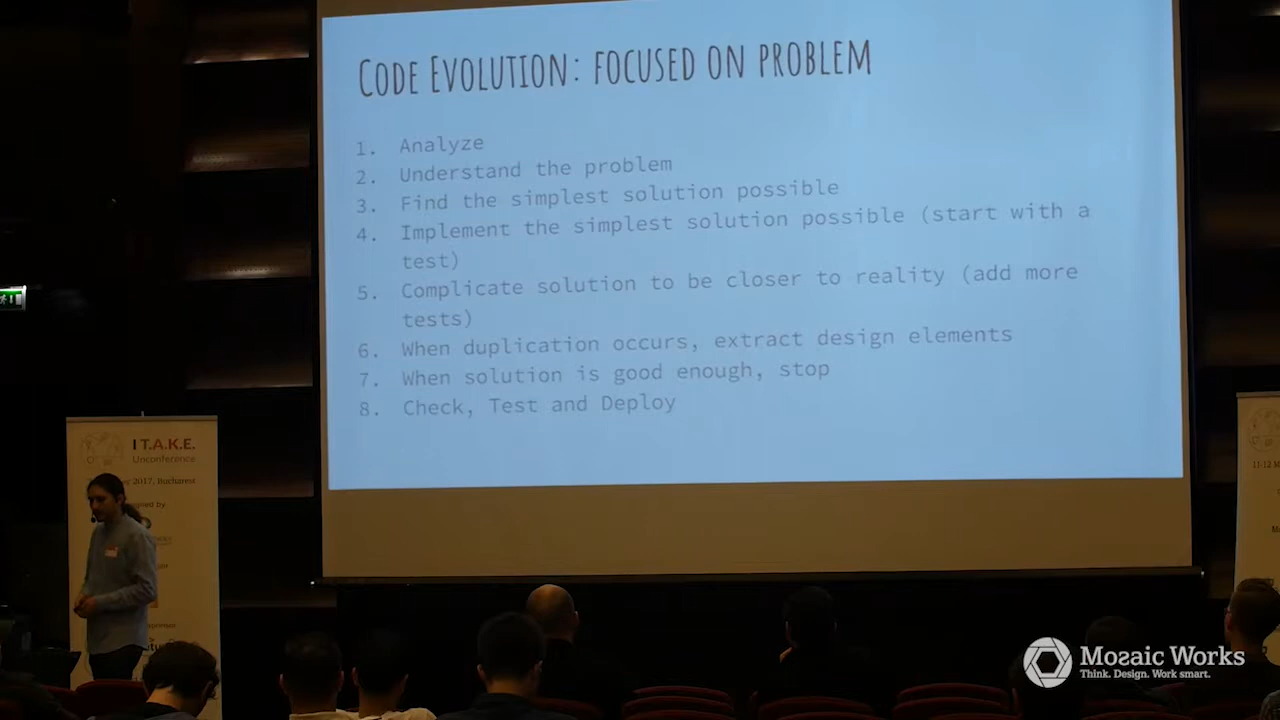 CODE EVOLUTION: FOCUSED ON PROBLEM
1. Analyze
2. Understand the problem
3. Find the simplest solution possible
4. Implement the simplest solution possible (start with a
test)
5. Complicate solution to be closer to reality (add more
tests)
6. When duplication occurs, extract design elements
7. When solution is good enough, stop
8. Check, Test and Deploy
I T.A.K.E.
Unconference
2017, Bucharest
by
11-12
Mozaic Works
Think. Design. Work smart.